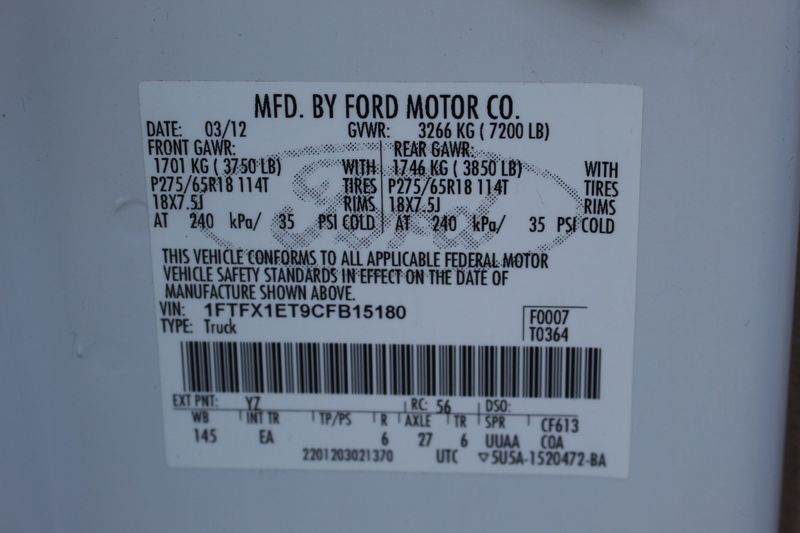 MFD. BY FORD MOTOR CO.
DATE: 03/12 GVWR: 3266 KG ( 7200 LB)
FRONT GAWR: REAR GAWR:
1701 KG ( 3750 LB) WITH 1746 KG ( 3850 LB) WITH
P275/65R18 114T TIRES P275/65R18 114T TIRES
18X7.5J RIMS 18X7.5J RIMS
AT 240 kPa/ 35 PSI COLD AT 240 kPa/ 35 PSI COLD
Ford
THIS VEHICLE CONFORMS TO ALL APPLICABLE FEDERAL MOTOR
VEHICLE SAFETY STANDARDS IN EFFECT ON THE DATE OF
MANUFACTURE SHOWN ABOVE.
VIN: 1FTFX1ET9CFB15180 F0007
TYPE: Truck T0364
EXT PNT: YZ RC: 56 DSO:
WB INT TR TP/PS R AXLE TR SPR CF613
145 EA 6 27 6 UUAA COA
2201203021370 UTC ▽5U5A-1520472-BA